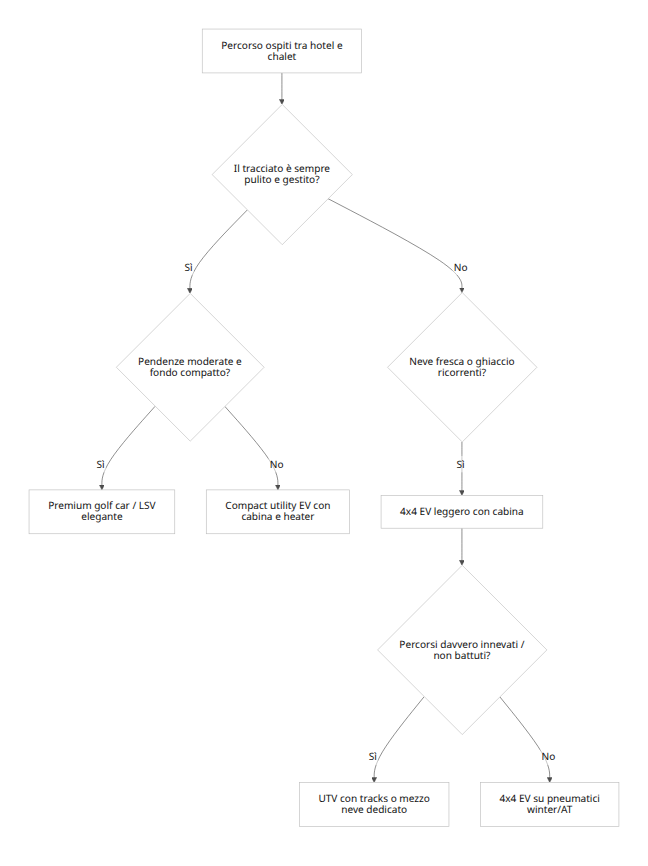 Percorso ospiti tra hotel e
chalet
Il tracciato è sempre
pulito e gestito?
Sì
No
Pendenze moderate e
fondo compatto?
Neve fresca o ghiaccio
ricorrenti?
Sì
No
Sì
Premium golf car / LSV
elegante
Compact utility EV con
cabina e heater
4x4 EV leggero con cabina
Percorsi davvero innevati /
non battuti?
Sì
No
UTV con tracks o mezzo
neve dedicato
4x4 EV su pneumatici
winter/AT